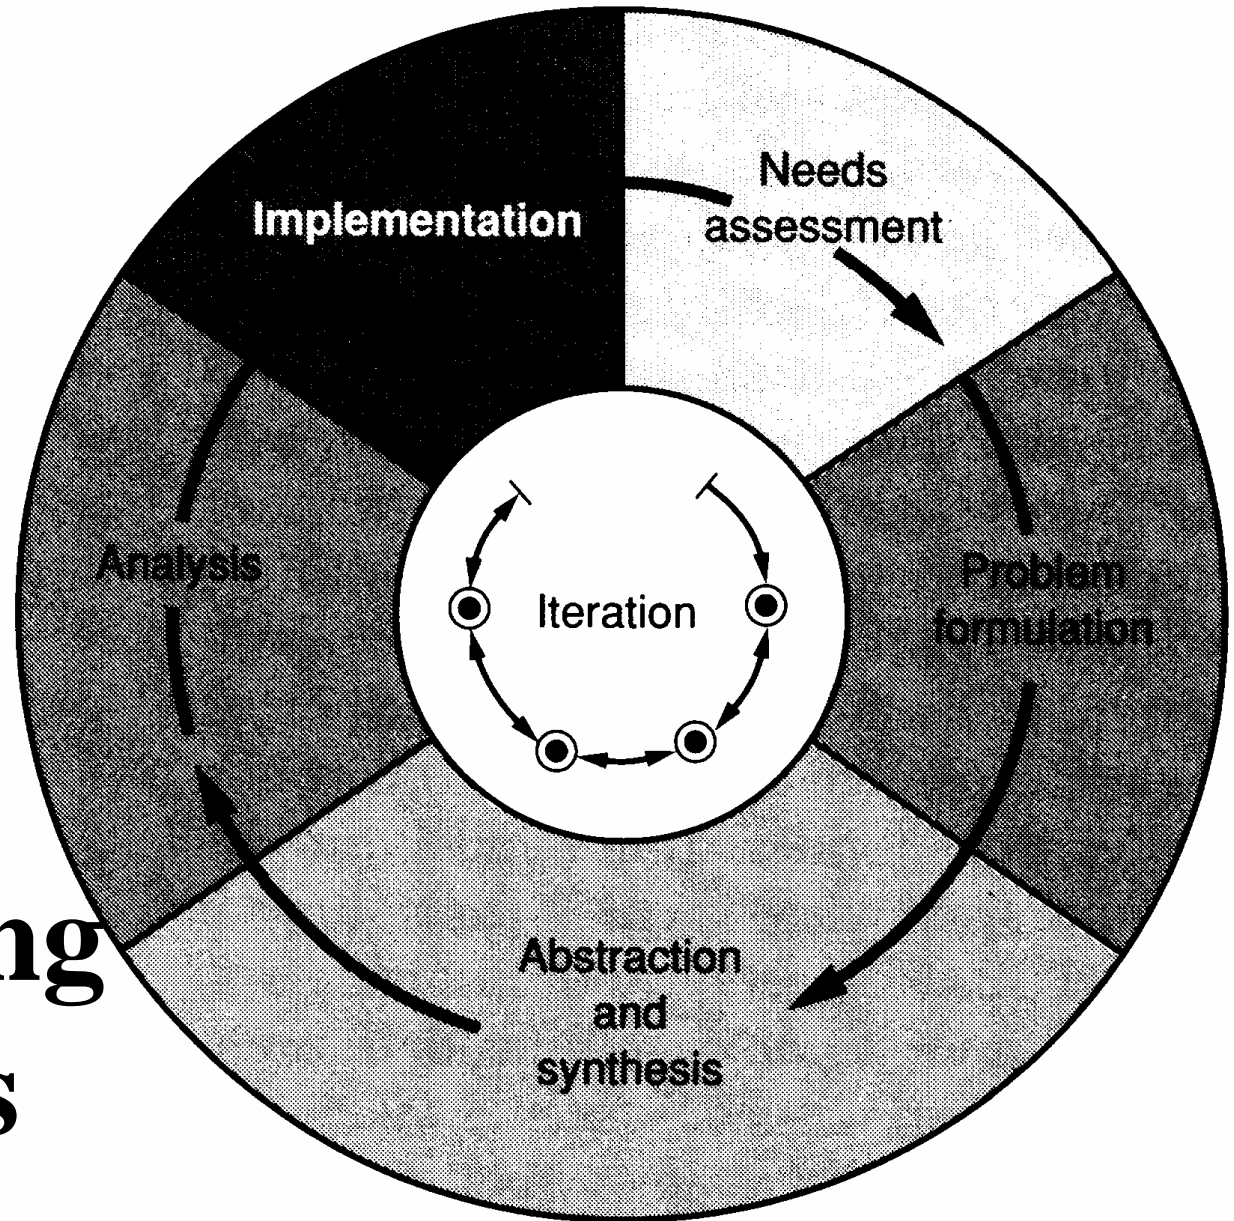 Needs
assessment
Implementation
Analysis
Problem
formulation
Iteration
Abstraction
and
synthesis
ng
s